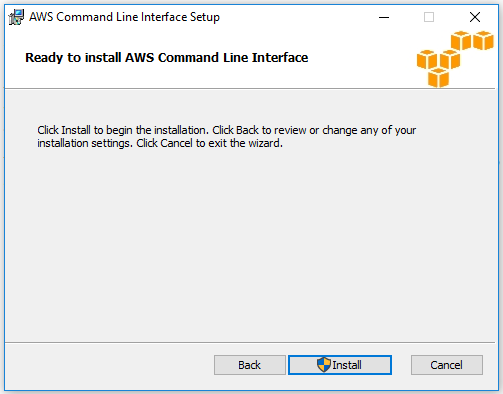 AWS Command Line Interface Setup
Ready to install AWS Command Line Interface
Click Install to begin the installation. Click Back to review or change any of your
installation settings. Click Cancel to exit the wizard.
Back
Install
Cancel